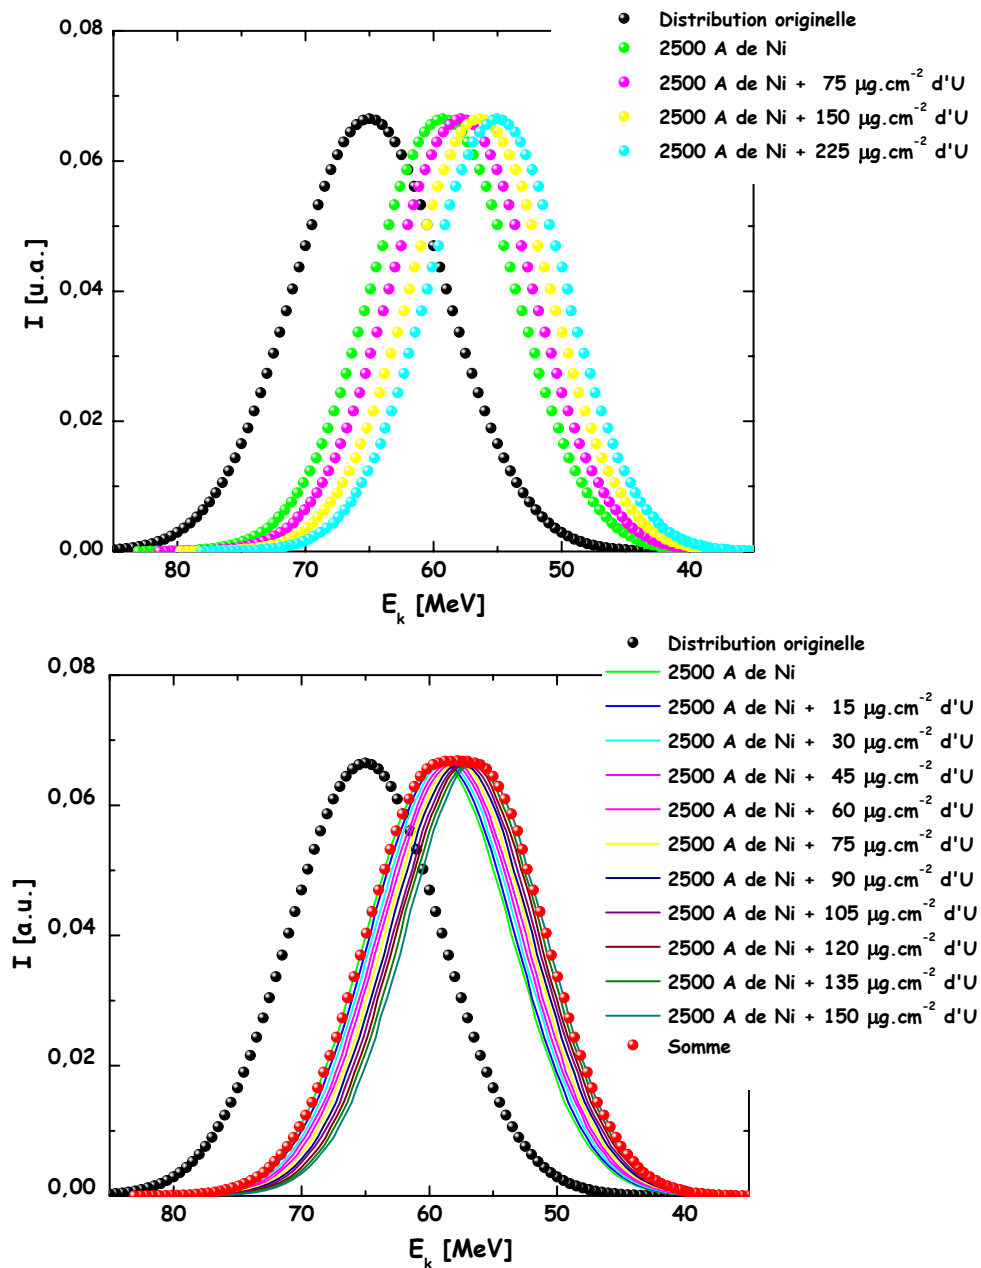 0,08
0,06
0,04
0,02
0,00
I [u.a.]
80
70
60
50
40
E_k [MeV]
Distribution originelle
2500 A de Ni
2500 A de Ni + 75 μg.cm⁻² d'U
2500 A de Ni + 150 μg.cm⁻² d'U
2500 A de Ni + 225 μg.cm⁻² d'U
0,08
0,06
0,04
0,02
0,00
I [a.u.]
80
70
60
50
40
E_k [MeV]
Distribution originelle
2500 A de Ni
2500 A de Ni + 15 μg.cm⁻² d'U
2500 A de Ni + 30 μg.cm⁻² d'U
2500 A de Ni + 45 μg.cm⁻² d'U
2500 A de Ni + 60 μg.cm⁻² d'U
2500 A de Ni + 75 μg.cm⁻² d'U
2500 A de Ni + 90 μg.cm⁻² d'U
2500 A de Ni + 105 μg.cm⁻² d'U
2500 A de Ni + 120 μg.cm⁻² d'U
2500 A de Ni + 135 μg.cm⁻² d'U
2500 A de Ni + 150 μg.cm⁻² d'U
Somme